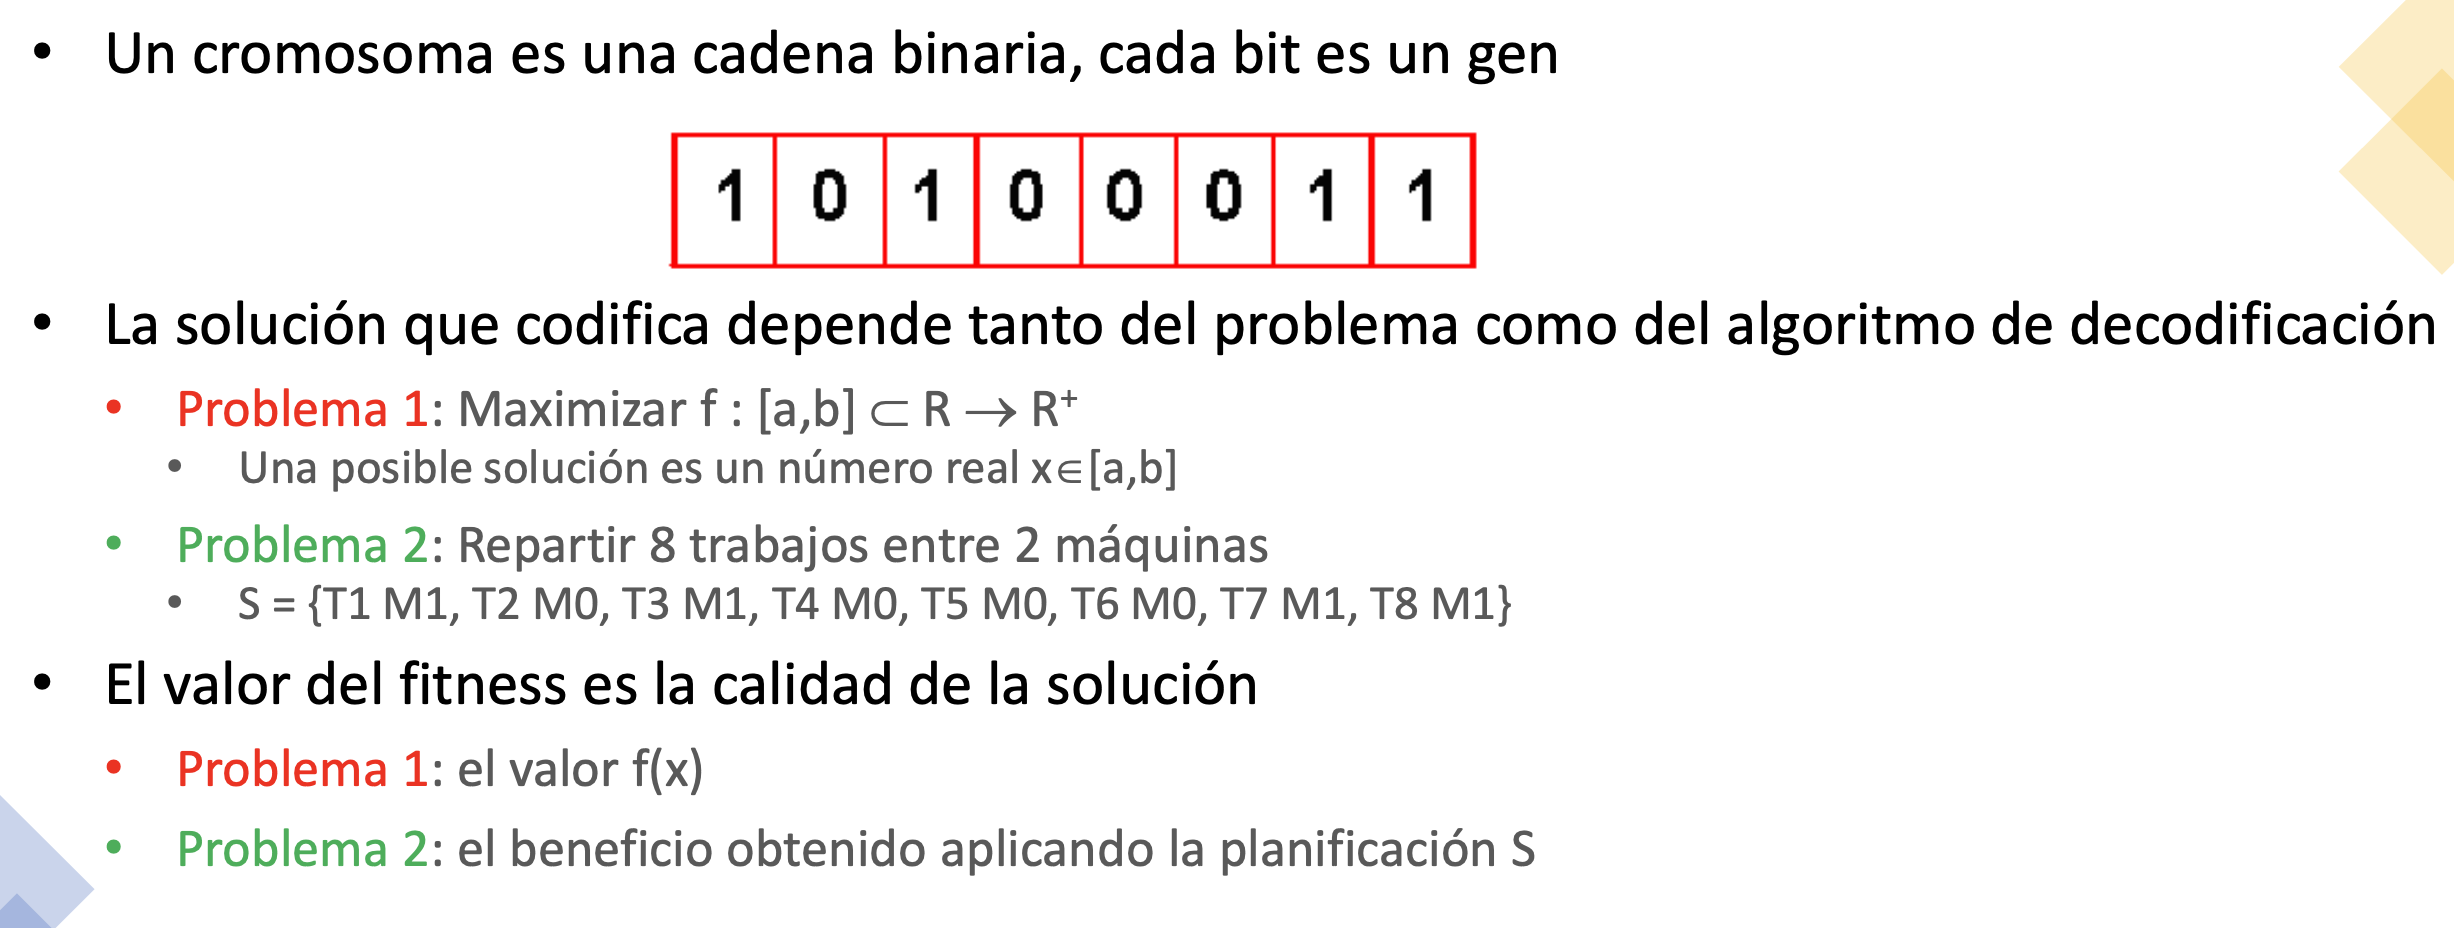 • Un cromosoma es una cadena binaria, cada bit es un gen
1 0 1 0 0 0 1 1
• La solución que codifica depende tanto del problema como del algoritmo de decodificación
• Problema 1: Maximizar f : [a,b] ⊂ R → R⁺
• Una posible solución es un número real x∈[a,b]
• Problema 2: Repartir 8 trabajos entre 2 máquinas
• S = {T1 M1, T2 M0, T3 M1, T4 M0, T5 M0, T6 M0, T7 M1, T8 M1}
• El valor del fitness es la calidad de la solución
• Problema 1: el valor f(x)
• Problema 2: el beneficio obtenido aplicando la planificación S